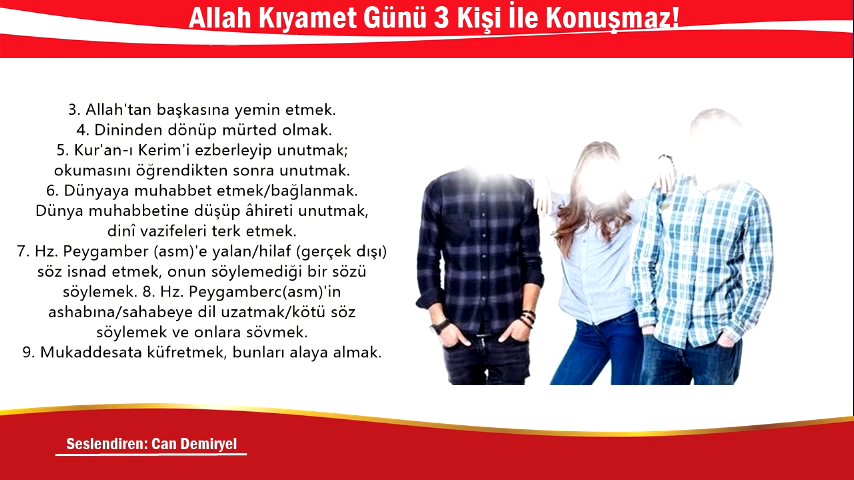 Allah Kıyamet Günü 3 Kişi İle Konuşmaz!
3. Allah'tan başkasına yemin etmek.
4. Dininden dönüp mürted olmak.
5. Kur'an-ı Kerim'i ezberleyip unutmak;
okumasını öğrendikten sonra unutmak.
6. Dünyaya muhabbet etmek/bağlanmak.
Dünya muhabbetine düşüp âhireti unutmak,
dinî vazifeleri terk etmek.
7. Hz. Peygamber (asm)'e yalan/hilaf (gerçek dışı)
söz isnad etmek, onun söylemediği bir sözü
söylemek. 8. Hz. Peygamberc(asm)'in
ashabına/sahabeye dil uzatmak/kötü söz
söylemek ve onlara sövmek.
9. Mukaddesata küfretmek, bunları alaya almak.
Seslendiren: Can Demiryel